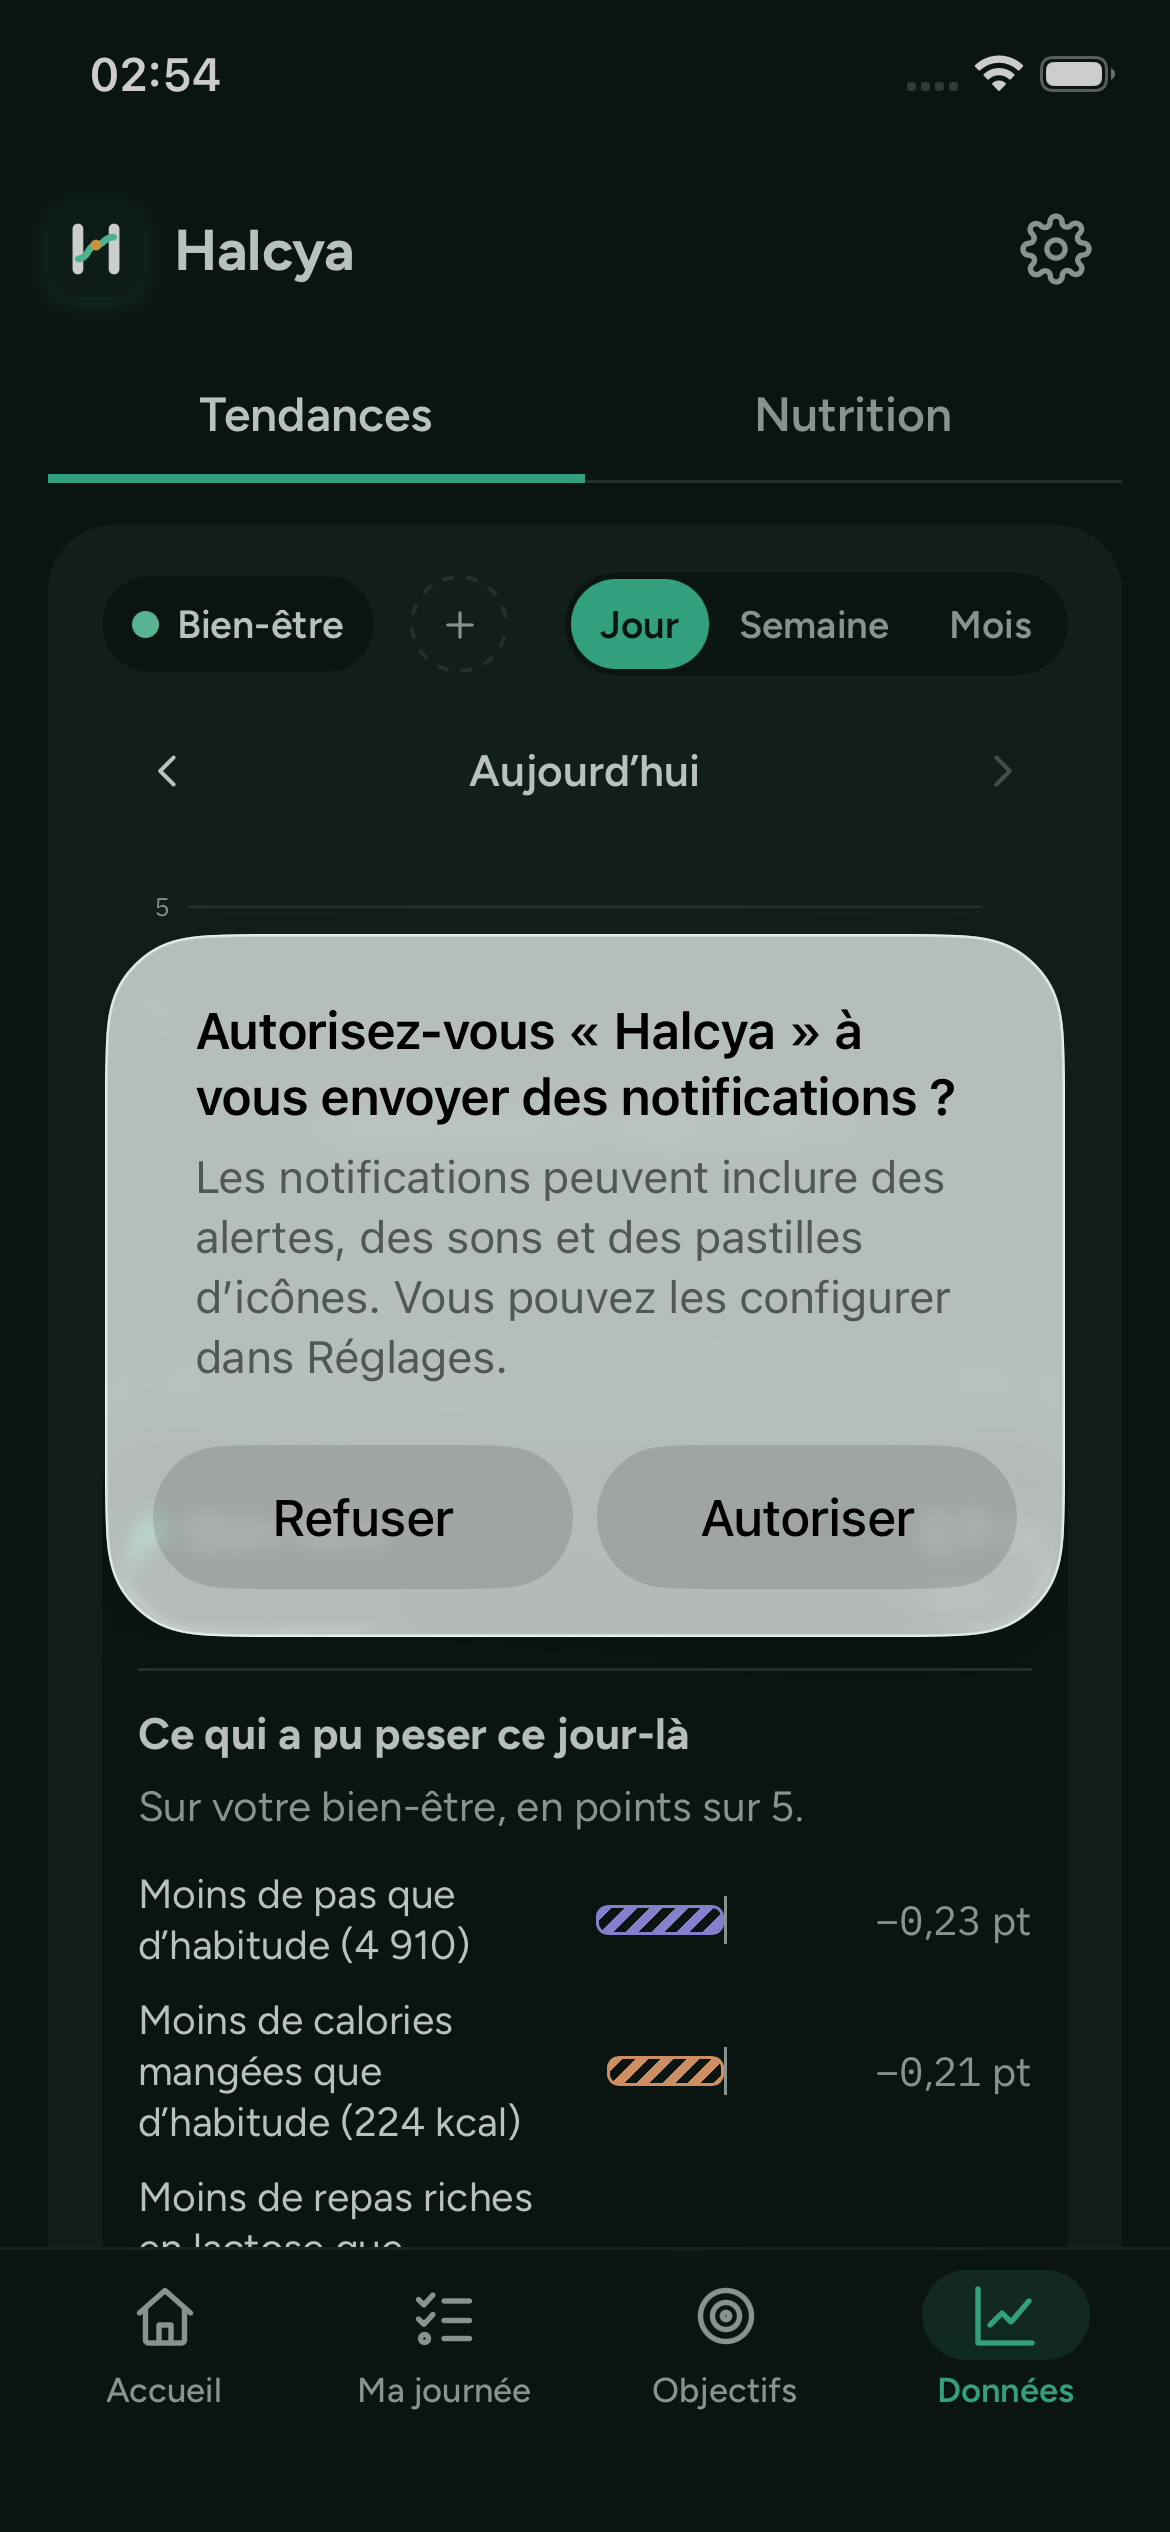 02:54
Halcya
Tendances
Nutrition
Bien-être
Jour
Semaine
Mois
Aujourd’hui
5
Autorisez-vous « Halcya » à
vous envoyer des notifications ?
Les notifications peuvent inclure des
alertes, des sons et des pastilles
d’icônes. Vous pouvez les configurer
dans Réglages.
Refuser
Autoriser
Ce qui a pu peser ce jour-là
Sur votre bien-être, en points sur 5.
Moins de pas que
d’habitude (4 910)
−0,23 pt
Moins de calories
mangées que
d’habitude (224 kcal)
−0,21 pt
Moins de repas riches
en lactose que
Accueil
Ma journée
Objectifs
Données